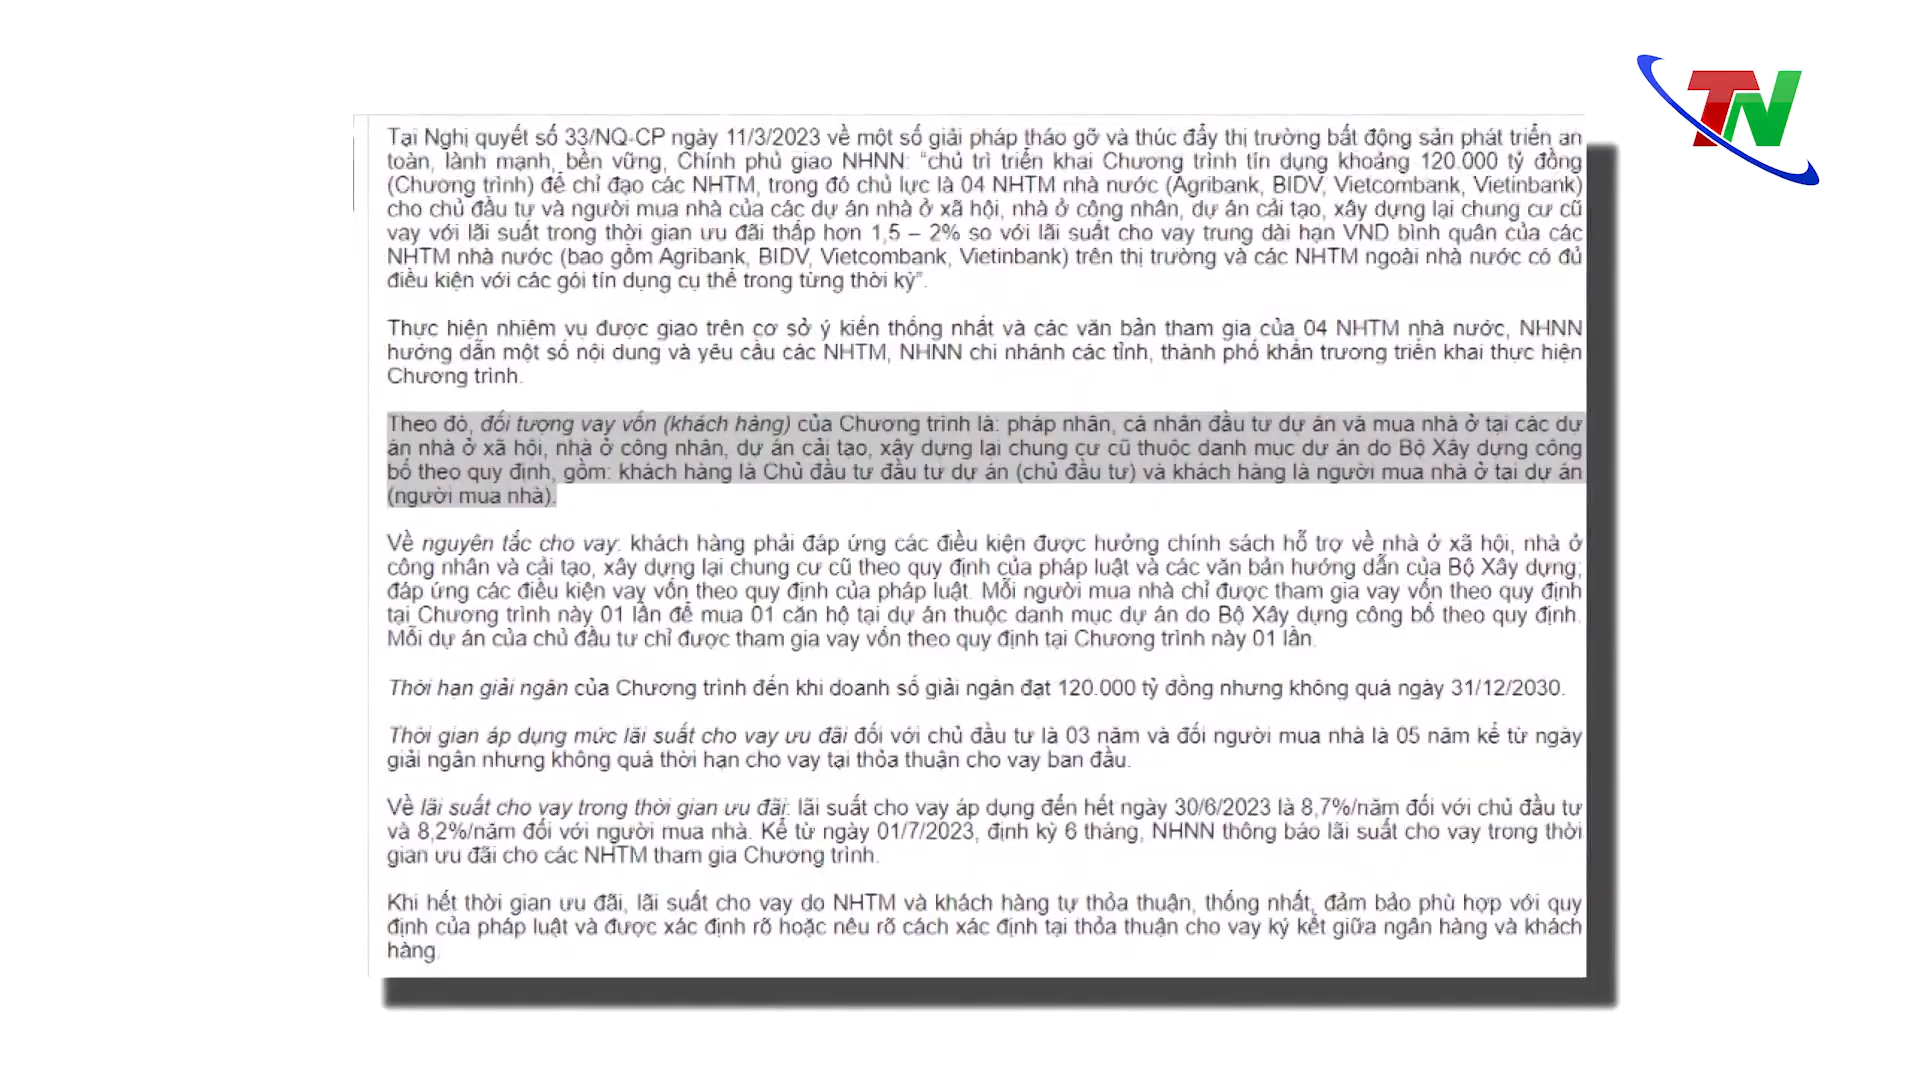 TN
Tại Nghị quyết số 33/NQ-CP ngày 11/3/2023 về một số giải pháp tháo gỡ và thúc đẩy thị trường bất động sản phát triển an
toàn, lành mạnh, bền vững, Chính phủ giao NHNN: “chủ trì triển khai Chương trình tín dụng khoảng 120.000 tỷ đồng
(Chương trình) để chỉ đạo các NHTM, trong đó chủ lực là 04 NHTM nhà nước (Agribank, BIDV, Vietcombank, Vietinbank)
cho chủ đầu tư và người mua nhà của các dự án nhà ở xã hội, nhà ở công nhân, dự án cải tạo, xây dựng lại chung cư cũ
vay với lãi suất trong thời gian ưu đãi thấp hơn 1,5 – 2% so với lãi suất cho vay trung dài hạn VND bình quân của các
NHTM nhà nước (bao gồm Agribank, BIDV, Vietcombank, Vietinbank) trên thị trường và các NHTM ngoài nhà nước có đủ
điều kiện với các gói tín dụng cụ thể trong từng thời kỳ”.
Thực hiện nhiệm vụ được giao trên cơ sở ý kiến thống nhất và các văn bản tham gia của 04 NHTM nhà nước, NHNN
hướng dẫn một số nội dung và yêu cầu các NHTM, NHNN chi nhánh các tỉnh, thành phố khẩn trương triển khai thực hiện
Chương trình.
Theo đó, đối tượng vay vốn (khách hàng) của Chương trình là: pháp nhân, cá nhân đầu tư dự án và mua nhà ở tại các dự
án nhà ở xã hội, nhà ở công nhân, dự án cải tạo, xây dựng lại chung cư cũ thuộc danh mục dự án do Bộ Xây dựng công
bố theo quy định, gồm: khách hàng là Chủ đầu tư đầu tư dự án (chủ đầu tư) và khách hàng là người mua nhà ở tại dự án
(người mua nhà).
Về nguyên tắc cho vay: khách hàng phải đáp ứng các điều kiện được hưởng chính sách hỗ trợ về nhà ở xã hội, nhà ở
công nhân và cải tạo, xây dựng lại chung cư cũ theo quy định của pháp luật và các văn bản hướng dẫn của Bộ Xây dựng;
đáp ứng các điều kiện vay vốn theo quy định của pháp luật. Mỗi người mua nhà chỉ được tham gia vay vốn theo quy định
tại Chương trình này 01 lần để mua 01 căn hộ tại dự án thuộc danh mục dự án do Bộ Xây dựng công bố theo quy định.
Mỗi dự án của chủ đầu tư chỉ được tham gia vay vốn theo quy định tại Chương trình này 01 lần.
Thời hạn giải ngân của Chương trình đến khi doanh số giải ngân đạt 120.000 tỷ đồng nhưng không quá ngày 31/12/2030.
Thời gian áp dụng mức lãi suất cho vay ưu đãi đối với chủ đầu tư là 03 năm và đối người mua nhà là 05 năm kể từ ngày
giải ngân nhưng không quá thời hạn cho vay tại thỏa thuận cho vay ban đầu.
Về lãi suất cho vay trong thời gian ưu đãi: lãi suất cho vay áp dụng đến hết ngày 30/6/2023 là 8,7%/năm đối với chủ đầu tư
và 8,2%/năm đối với người mua nhà. Kể từ ngày 01/7/2023, định kỳ 6 tháng, NHNN thông báo lãi suất cho vay trong thời
gian ưu đãi cho các NHTM tham gia Chương trình.
Khi hết thời gian ưu đãi, lãi suất cho vay do NHTM và khách hàng tự thỏa thuận, thống nhất, đảm bảo phù hợp với quy
định của pháp luật và được xác định rõ hoặc nêu rõ cách xác định tại thỏa thuận cho vay ký kết giữa ngân hàng và khách
hàng.